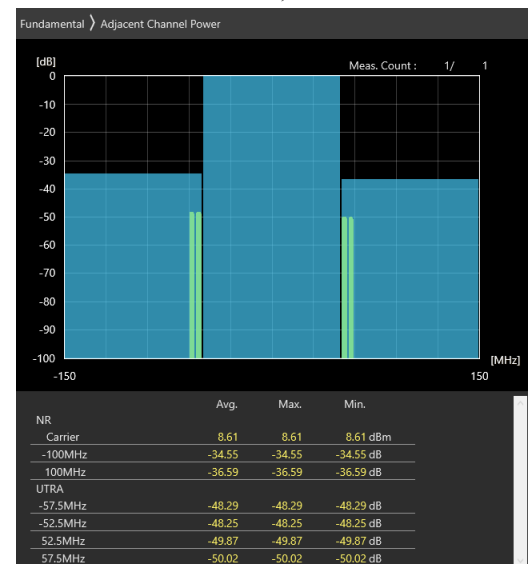 Fundamental 〉 Adjacent Channel Power
[dB] Meas. Count : 1/ 1
0
-10
-20
-30
-40
-50
-60
-70
-80
-90
-100
[MHz]
-150 150
Avg. Max. Min.
NR
Carrier 8.61 8.61 8.61 dBm
-100MHz -34.55 -34.55 -34.55 dB
100MHz -36.59 -36.59 -36.59 dB
UTRA
-57.5MHz -48.29 -48.29 -48.29 dB
-52.5MHz -48.25 -48.25 -48.25 dB
52.5MHz -49.87 -49.87 -49.87 dB
57.5MHz -50.02 -50.02 -50.02 dB